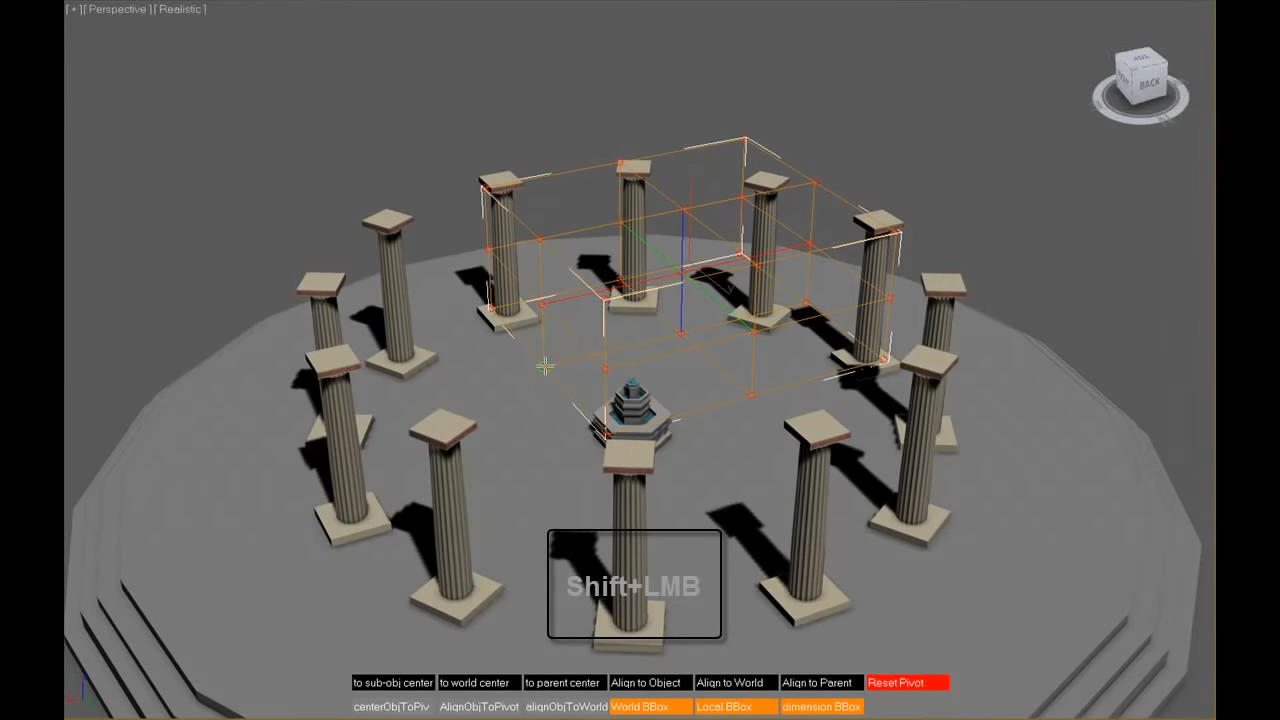 [ + ][ Perspective ][ Realistic ]
BACK
Shift+LMB
to sub-obj center to world center to parent center Align to Object Align to World Align to Parent Reset Pivot
centerObjToPiv AlignObjToPivot alignObjToWorld World BBox Local BBox dimension BBox